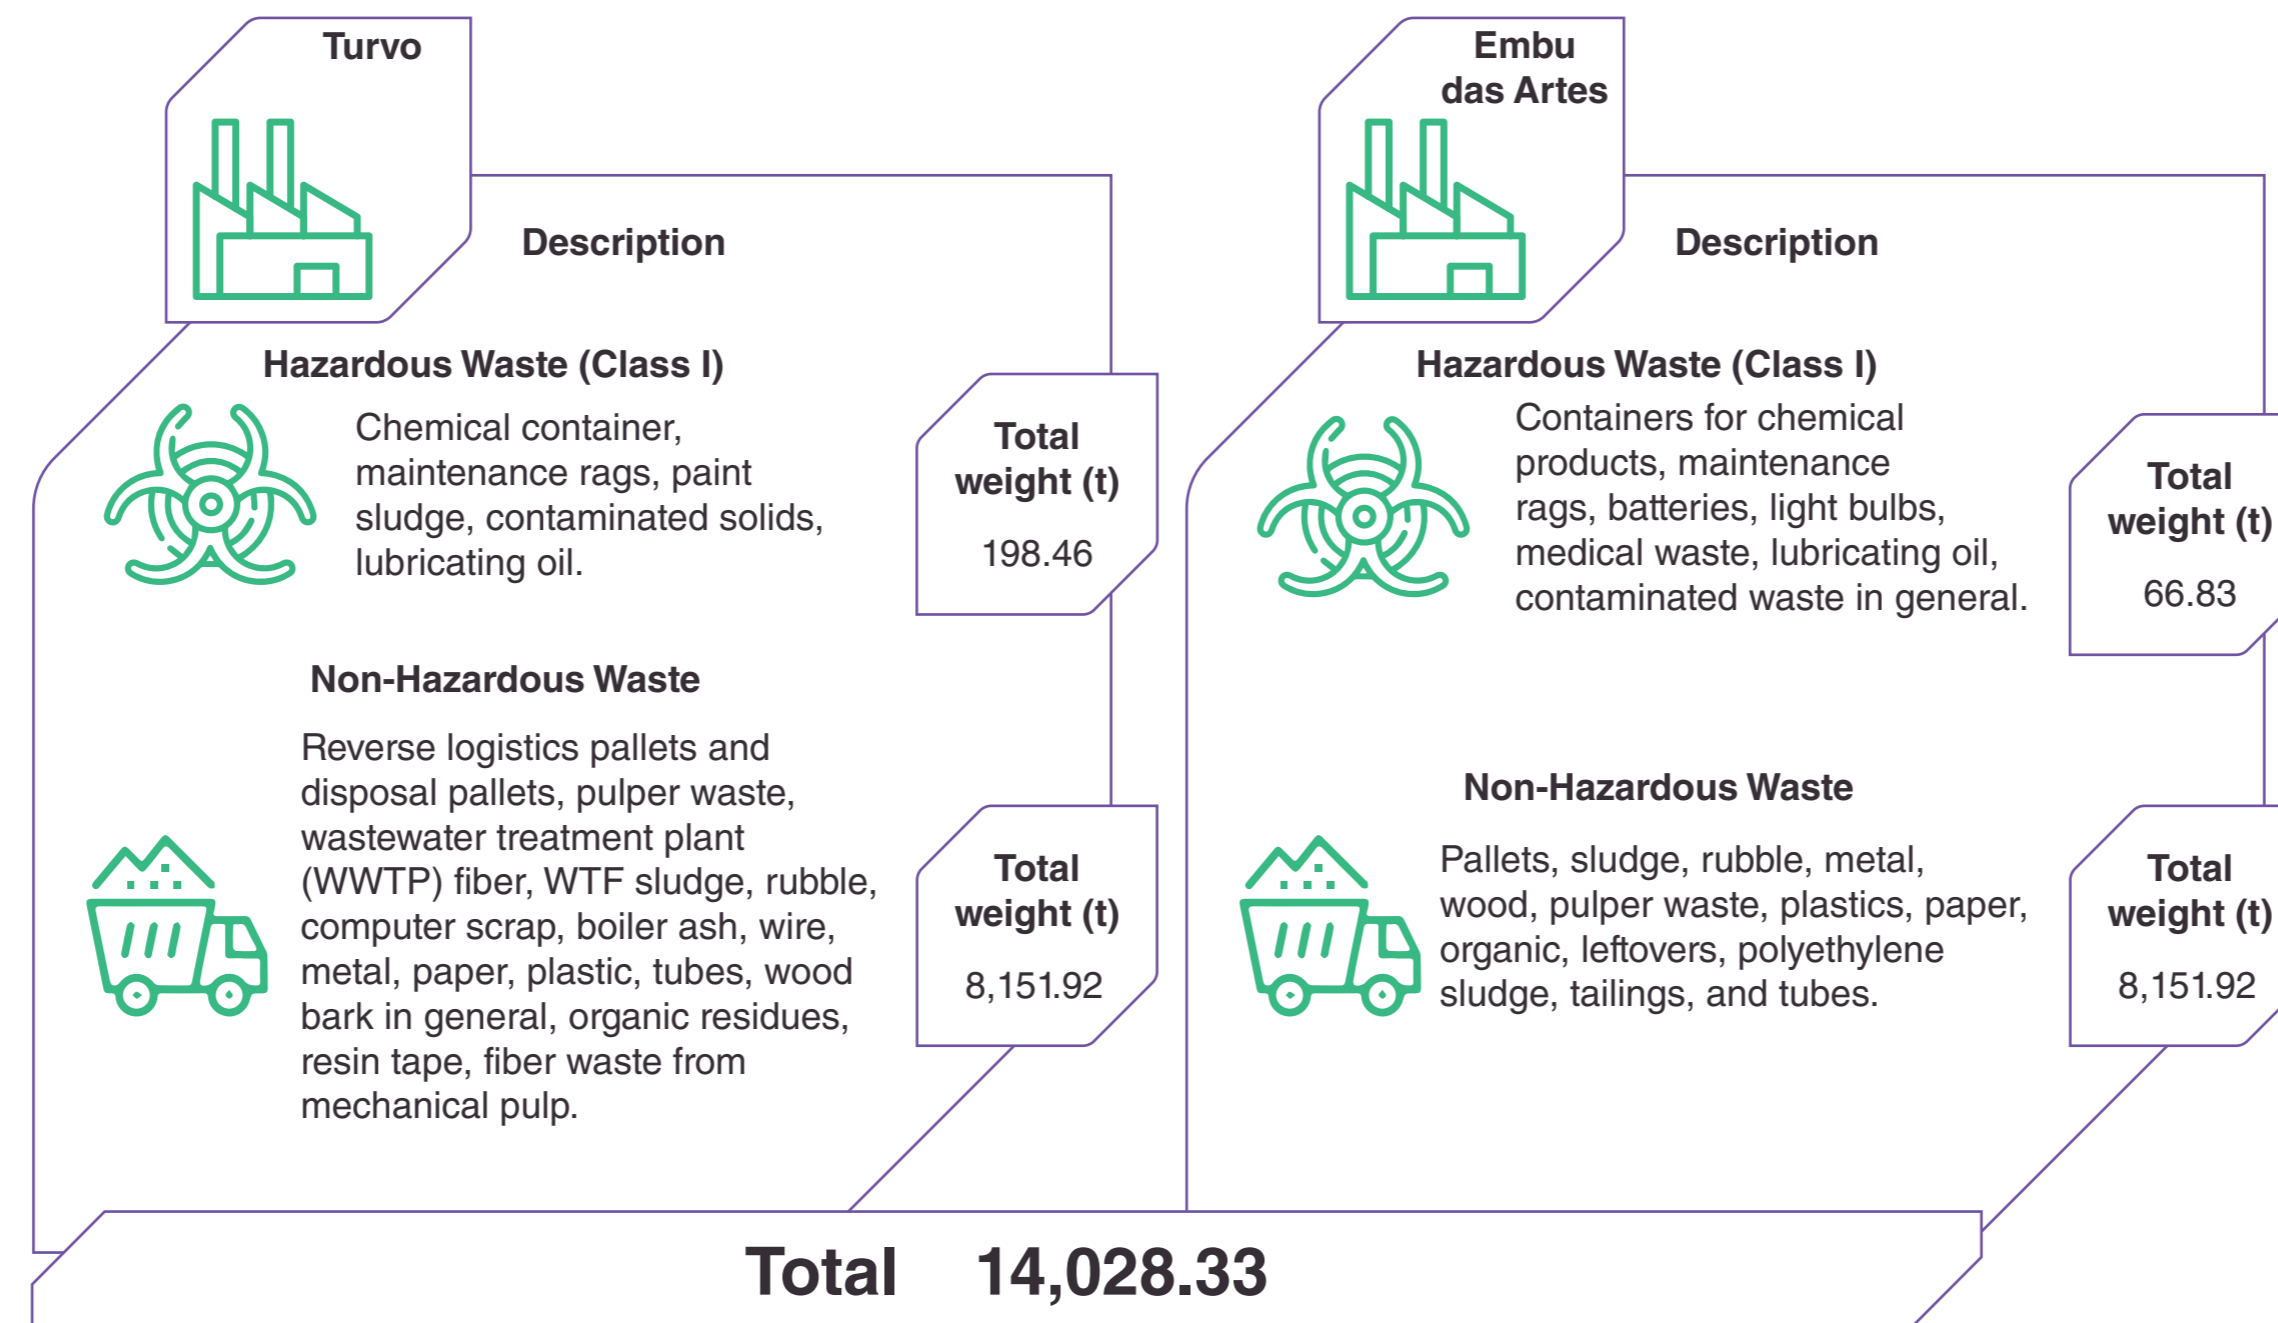 Turvo
Description
Hazardous Waste (Class I)
Chemical container,
maintenance rags, paint
sludge, contaminated solids,
lubricating oil.
Total
weight (t)
198.46
Non-Hazardous Waste
Reverse logistics pallets and
disposal pallets, pulper waste,
wastewater treatment plant
(WWTP) fiber, WTF sludge, rubble,
computer scrap, boiler ash, wire,
metal, paper, plastic, tubes, wood
bark in general, organic residues,
resin tape, fiber waste from
mechanical pulp.
Total
weight (t)
8,151.92
Embu
das Artes
Description
Hazardous Waste (Class I)
Containers for chemical
products, maintenance
rags, batteries, light bulbs,
medical waste, lubricating oil,
contaminated waste in general.
Total
weight (t)
66.83
Non-Hazardous Waste
Pallets, sludge, rubble, metal,
wood, pulper waste, plastics, paper,
organic, leftovers, polyethylene
sludge, tailings, and tubes.
Total
weight (t)
8,151.92
Total 14,028.33